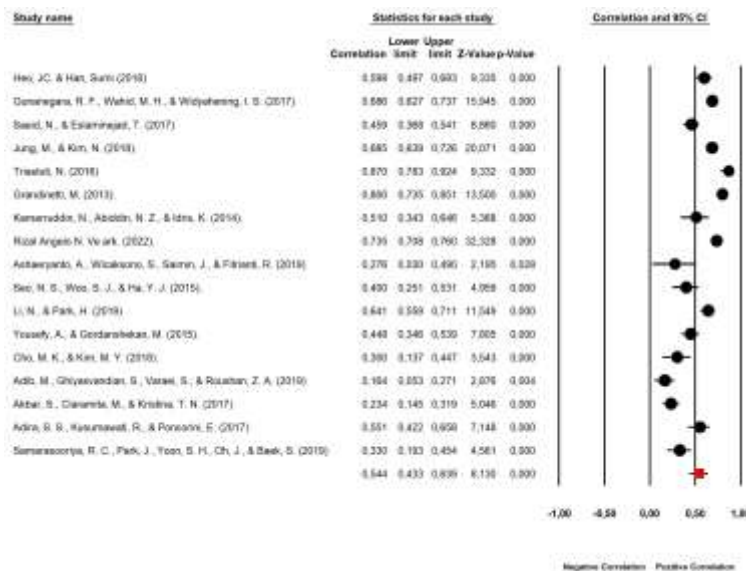 Study name Statistics for each study Correlation and 95% CI
Lower Upper
Correlation limit limit Z-Value p-Value
Heo, JC. & Han, Sumi (2018) 0,598 0,497 0,683 9,335 0,000
Gunanegara, R. F., Wahid, M. H., & Widyahening, I. S. (2017) 0,686 0,627 0,737 15,945 0,000
Saeid, N., & Eslaminejad, T. (2017) 0,459 0,368 0,541 8,860 0,000
Jung, M., & Kim, N. (2018). 0,685 0,639 0,726 20,071 0,000
N. (2016) 0,870 0,783 0,924 9,332 0,000
Grandinetti, M. (2013). 0,800 0,735 0,851 13,500 0,000
Kamarruddin, N., Abiddin, N. Z., & Idris, K. (2014). 0,510 0,343 0,646 5,368 0,000
Rizal Angelo N. Ve ark. (2022). 0,735 0,708 0,760 32,328 0,000
A., Wicaksono, S., Saimin, J., & Fitrianti, R. (2019) 0,276 0,030 0,490 2,195 0,028
Seo, N. S., Woo, S. J., & Ha, Y. J. (2015). 0,400 0,251 0,531 4,959 0,000
Li, N., & Park, H. (2019) 0,641 0,559 0,711 11,549 0,000
Yousefy, A., & Gordanshekan, M. (2015). 0,448 0,346 0,539 7,805 0,000
Cho, M. K., & Kim, M. Y. (2018). 0,300 0,137 0,447 3,543 0,000
Adib, M., Ghiyasvandian, S., Varaei, S., & Roushan, Z. A. (2019) 0,164 0,053 0,271 2,876 0,004
Akbar, S., Claramita, M., & Kristina, T. N. (2017) 0,234 0,145 0,319 5,046 0,000
Adira, B. B., Kusumawati, R., & Ponsonni, E. (2017) 0,551 0,422 0,658 7,148 0,000
Samarasooriya, R. C., Park, J., Yoon, S. H., Oh, J., & Baek, S. (2019) 0,330 0,193 0,454 4,561 0,000
0,544 0,433 0,639 8,130 0,000
-1,00 -0,50 0,00 0,50 1,00
Negative Correlation Positive Correlation